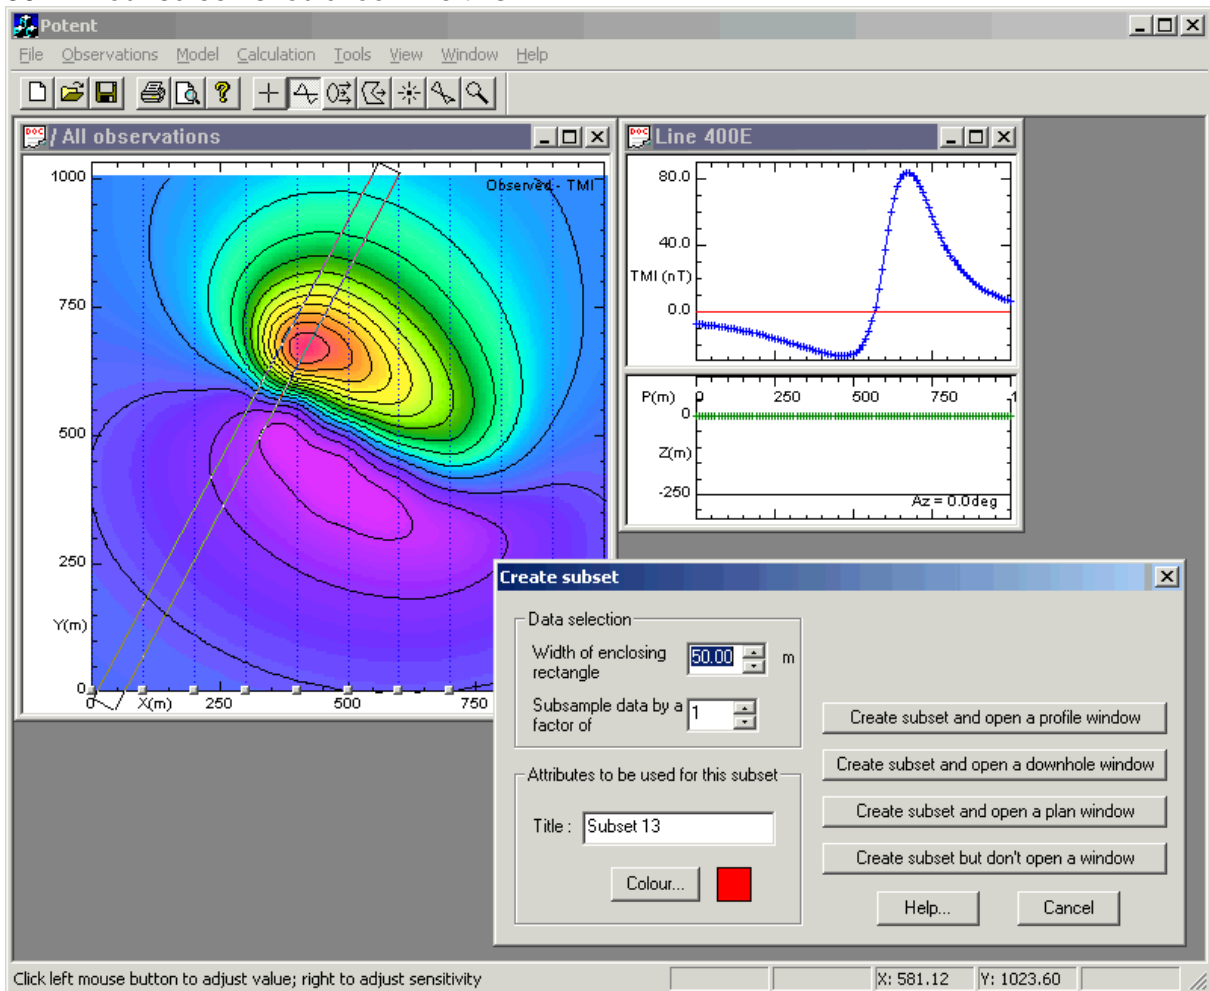 Potent
File Observations Model Calculation Tools View Window Help
DOC / All observations
1000
Observed - TMI
750
500
250
Y(m)
0
0 X(m) 250 500 750
DOC Line 400E
80.0
40.0
TMI (nT)
0.0
P(m) 0 250 500 750 1
0
Z(m)
-250
Az = 0.0deg
Create subset
Data selection
Width of enclosing
rectangle
50.00 m
Subsample data by a
factor of
1
Attributes to be used for this subset
Title : Subset 13
Colour...
Create subset and open a profile window
Create subset and open a downhole window
Create subset and open a plan window
Create subset but don't open a window
Help... Cancel
Click left mouse button to adjust value; right to adjust sensitivity
X: 581.12 Y: 1023.60